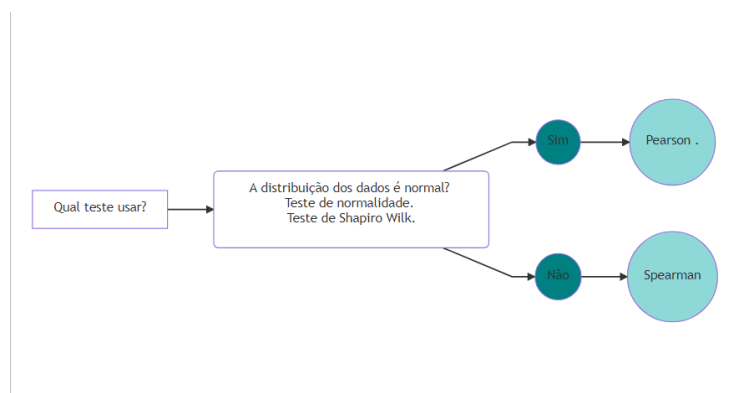 Qual teste usar?
A distribuição dos dados é normal?
Teste de normalidade.
Teste de Shapiro Wilk.
Sim
Pearson .
Não
Spearman